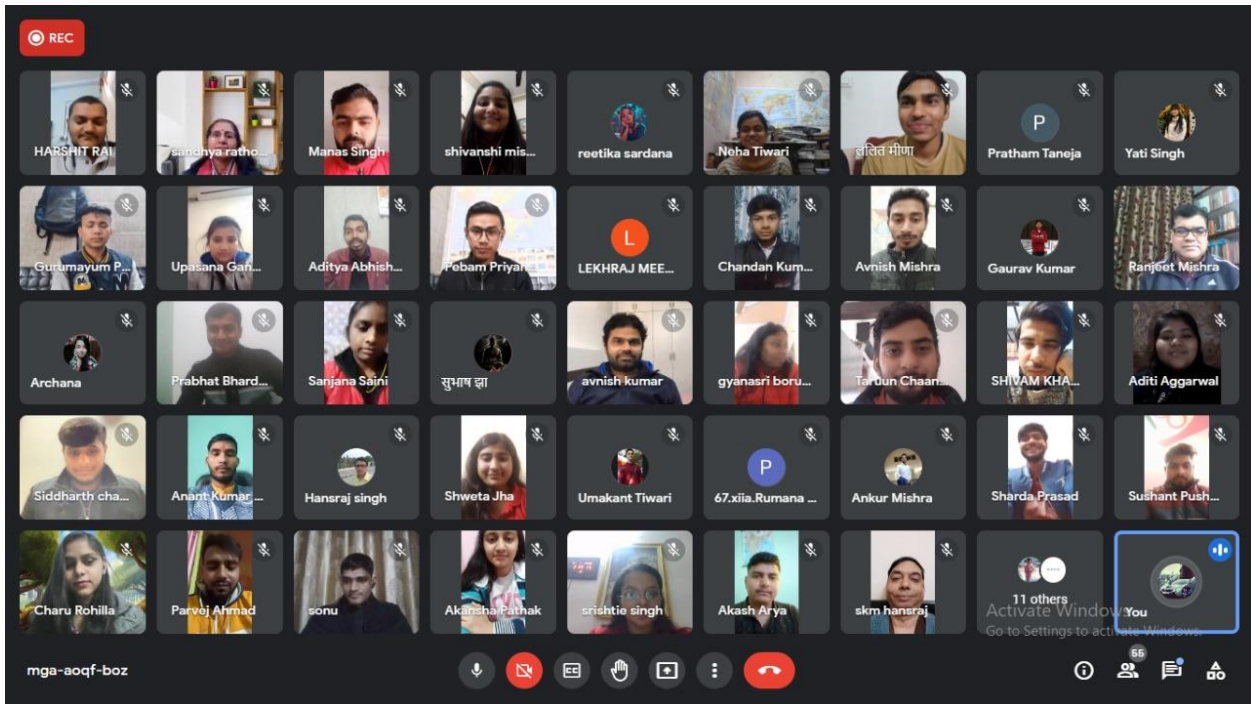 REC
HARSHIT RAI
sandhya ratho...
Manas Singh
shivanshi mis...
reetika sardana
Neha Tiwari
ललित मीणा
P
Pratham Taneja
Yati Singh
Gurumayum P...
Upasana Gan...
Aditya Abhish...
Pebam Priyan...
L
LEKHRAJ MEE...
Chandan Kum...
Avnish Mishra
Gaurav Kumar
Ranjeet Mishra
Archana
Prabhat Bhard...
Sanjana Saini
सुभाष झा
avnish kumar
gyanasri boru...
Tarun Chaan...
SHIVAM KHA...
Aditi Aggarwal
Siddharth cha...
Anant Kumar ...
Hansraj singh
Shweta Jha
Umakant Tiwari
P
67.xiia.Rumana ...
Ankur Mishra
Sharda Prasad
Sushant Push...
Charu Rohilla
Parvej Ahmad
sonu
Akansha Pathak
srishtie singh
Akash Arya
skm hansraj
11 others
You
Activate Windows
Go to Settings to activate Windows.
mga-aoqf-boz
CC
56